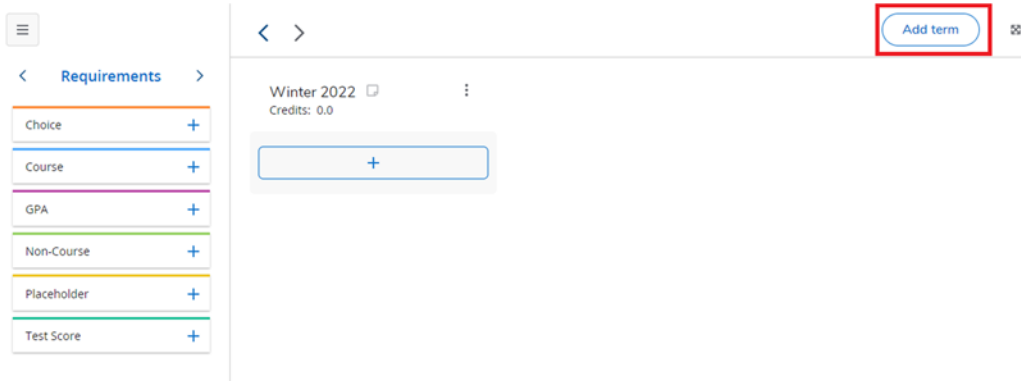 Add term
Requirements
Choice
Course
GPA
Non-Course
Placeholder
Test Score
Winter 2022
Credits: 0.0